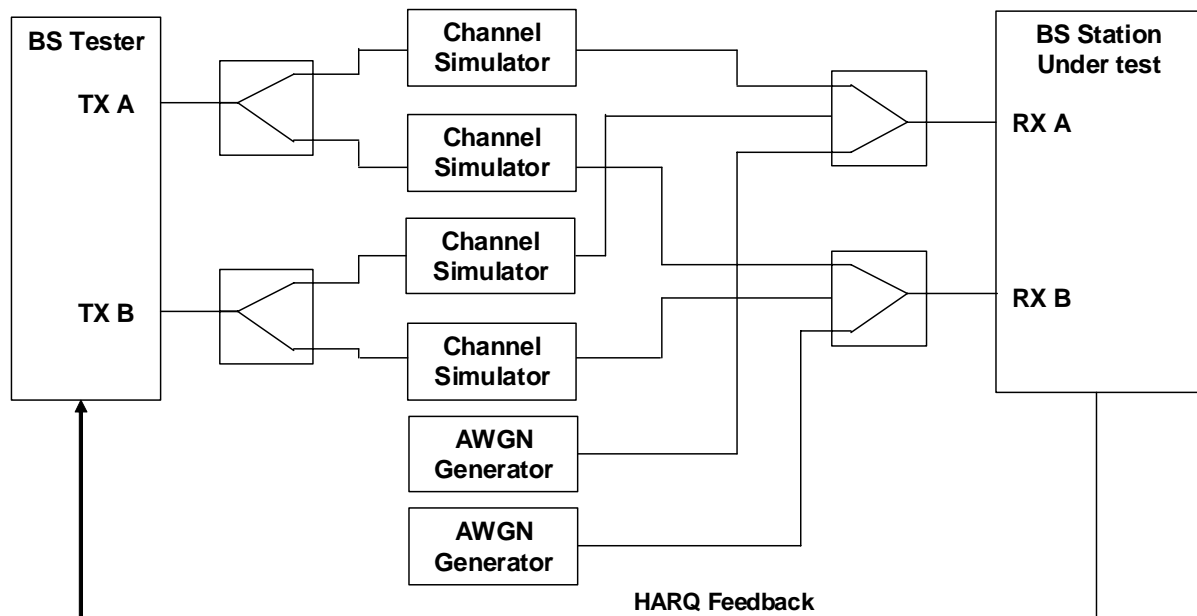 BS Tester
TX A
TX B
Channel
Simulator
Channel
Simulator
Channel
Simulator
Channel
Simulator
AWGN
Generator
AWGN
Generator
BS Station
Under test
RX A
RX B
HARQ Feedback